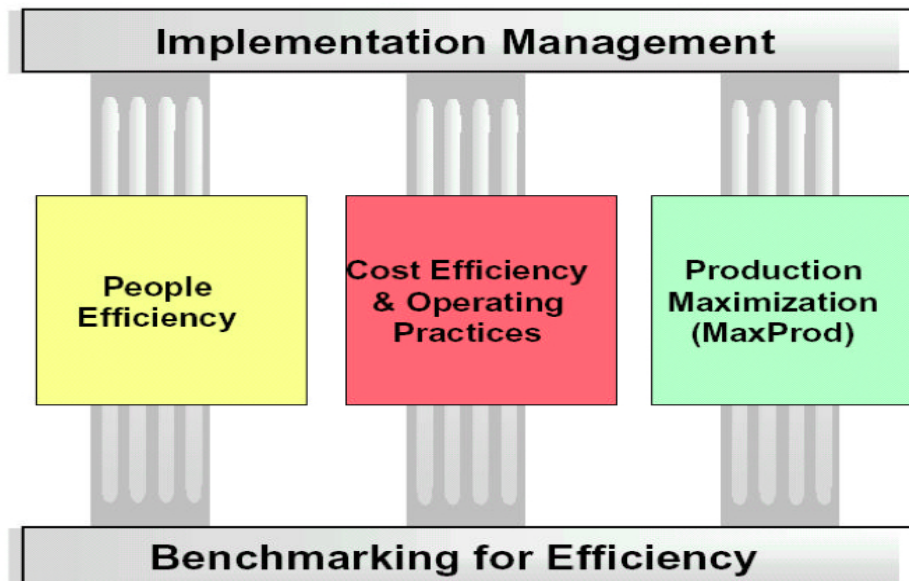 Implementation Management
People
Efficiency
Cost Efficiency
& Operating
Practices
Production
Maximization
(MaxProd)
Benchmarking for Efficiency